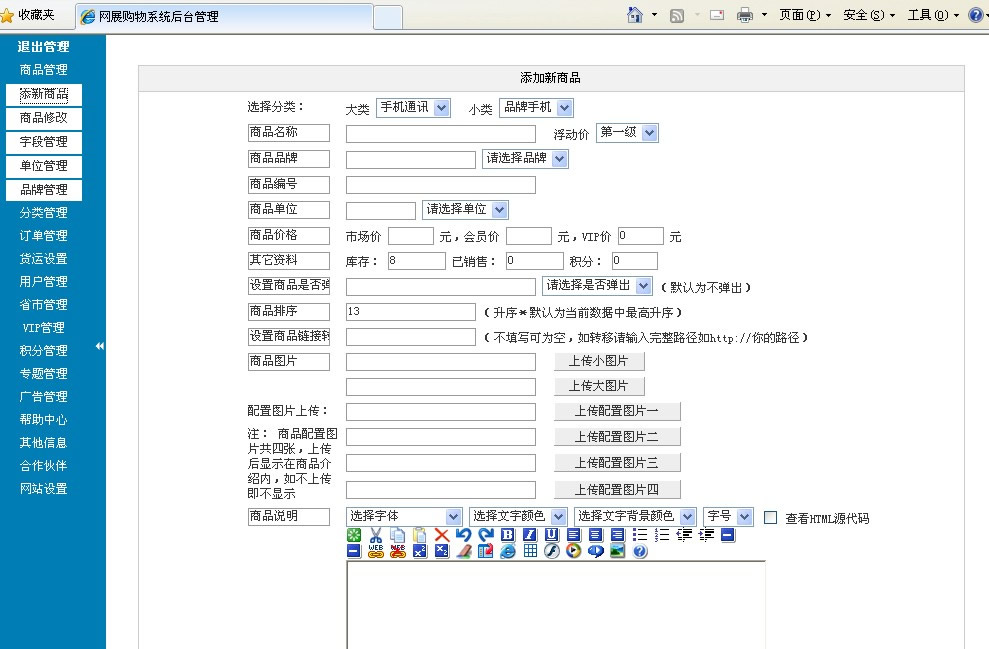 收藏夹
网展购物系统后台管理
页面(P)
安全(S)
工具(O)
退出管理
商品管理
添新商品
商品修改
字段管理
单位管理
品牌管理
分类管理
订单管理
货运设置
用户管理
省市管理
VIP管理
积分管理
专题管理
广告管理
帮助中心
其他信息
合作伙伴
网站设置
添加新商品
选择分类： 大类 手机通讯 小类 品牌手机
商品名称 浮动价 第一级
商品品牌 请选择品牌
商品编号
商品单位 请选择单位
商品价格 市场价 元，会员价 元，VIP价 0 元
其它资料 库存： 8 已销售： 0 积分： 0
设置商品是否弹 请选择是否弹出 （默认为不弹出）
商品排序 13 （升序*默认为当前数据中最高升序）
设置商品链接转 （不填写可为空，如转移请输入完整路径如http://你的路径）
商品图片 上传小图片
上传大图片
配置图片上传： 上传配置图片一
注： 商品配置图片共四张，上传后显示在商品介绍内，如不上传即不显示
上传配置图片二
上传配置图片三
上传配置图片四
商品说明 选择字体 选择文字颜色 选择文字背景颜色 字号 查看HTML源代码